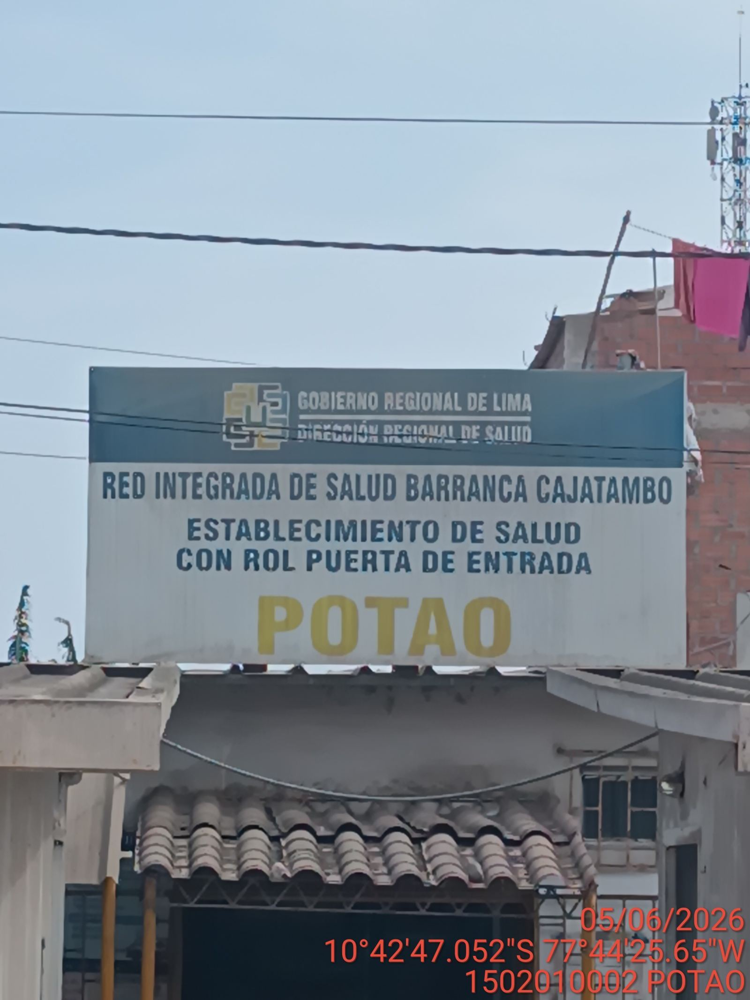 GOBIERNO REGIONAL DE LIMA
DIRECCIÓN REGIONAL DE SALUD
RED INTEGRADA DE SALUD BARRANCA CAJATAMBO
ESTABLECIMIENTO DE SALUD
CON ROL PUERTA DE ENTRADA
POTAO
05/06/2026
10°42'47.052"S 77°44'25.65"W
1502010002 POTAO